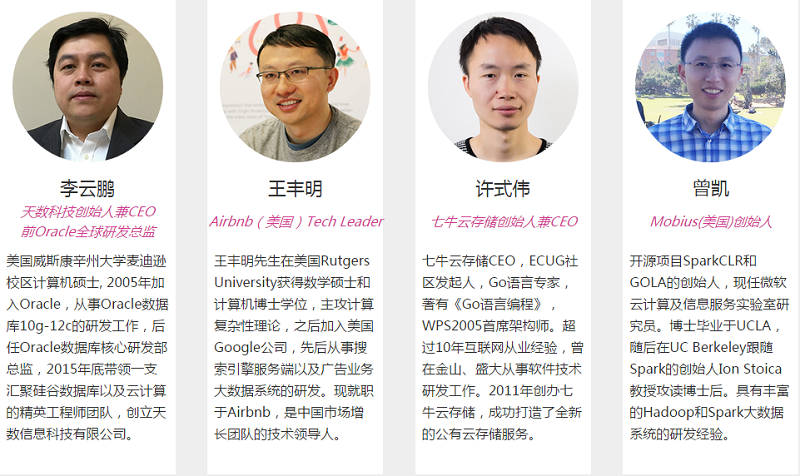 李云鹏
天数科技创始人兼CEO
前Oracle全球研发总监
美国威斯康辛州大学麦迪逊
校区计算机硕士, 2005年加
入Oracle，从事Oracle数据
库10g-12c的研发工作，后
任Oracle数据库核心研发部
总监，2015年底带领一支
汇聚硅谷数据库以及云计算
的精英工程师团队，创立天
数信息科技有限公司。
王丰明
Airbnb（美国）Tech Leader
王丰明先生在美国Rutgers
University获得数学硕士和
计算机博士学位，主攻计算
复杂性理论，之后加入美国
Google公司，先后从事搜
索引擎服务端以及广告业务
大数据系统的研发。现就职
于Airbnb，是中国市场增
长团队的技术领导人。
许式伟
七牛云存储创始人兼CEO
七牛云存储CEO，ECUG社
区发起人，Go语言专家，
著有《Go语言编程》，
WPS2005首席架构师。超
过10年互联网从业经验，曾
在金山、盛大从事软件技术
研发工作。2011年创办七
牛云存储，成功打造了全新
的公有云存储服务。
曾凯
Mobius(美国)创始人
开源项目SparkCLR和
GOLA的创始人，现任微软
云计算及信息服务实验室研
究员。博士毕业于UCLA，
随后在UC Berkeley跟随
Spark的创始人Ion Stoica
教授攻读博士后。具有丰富
的Hadoop和Spark大数据
系统的研发经验。